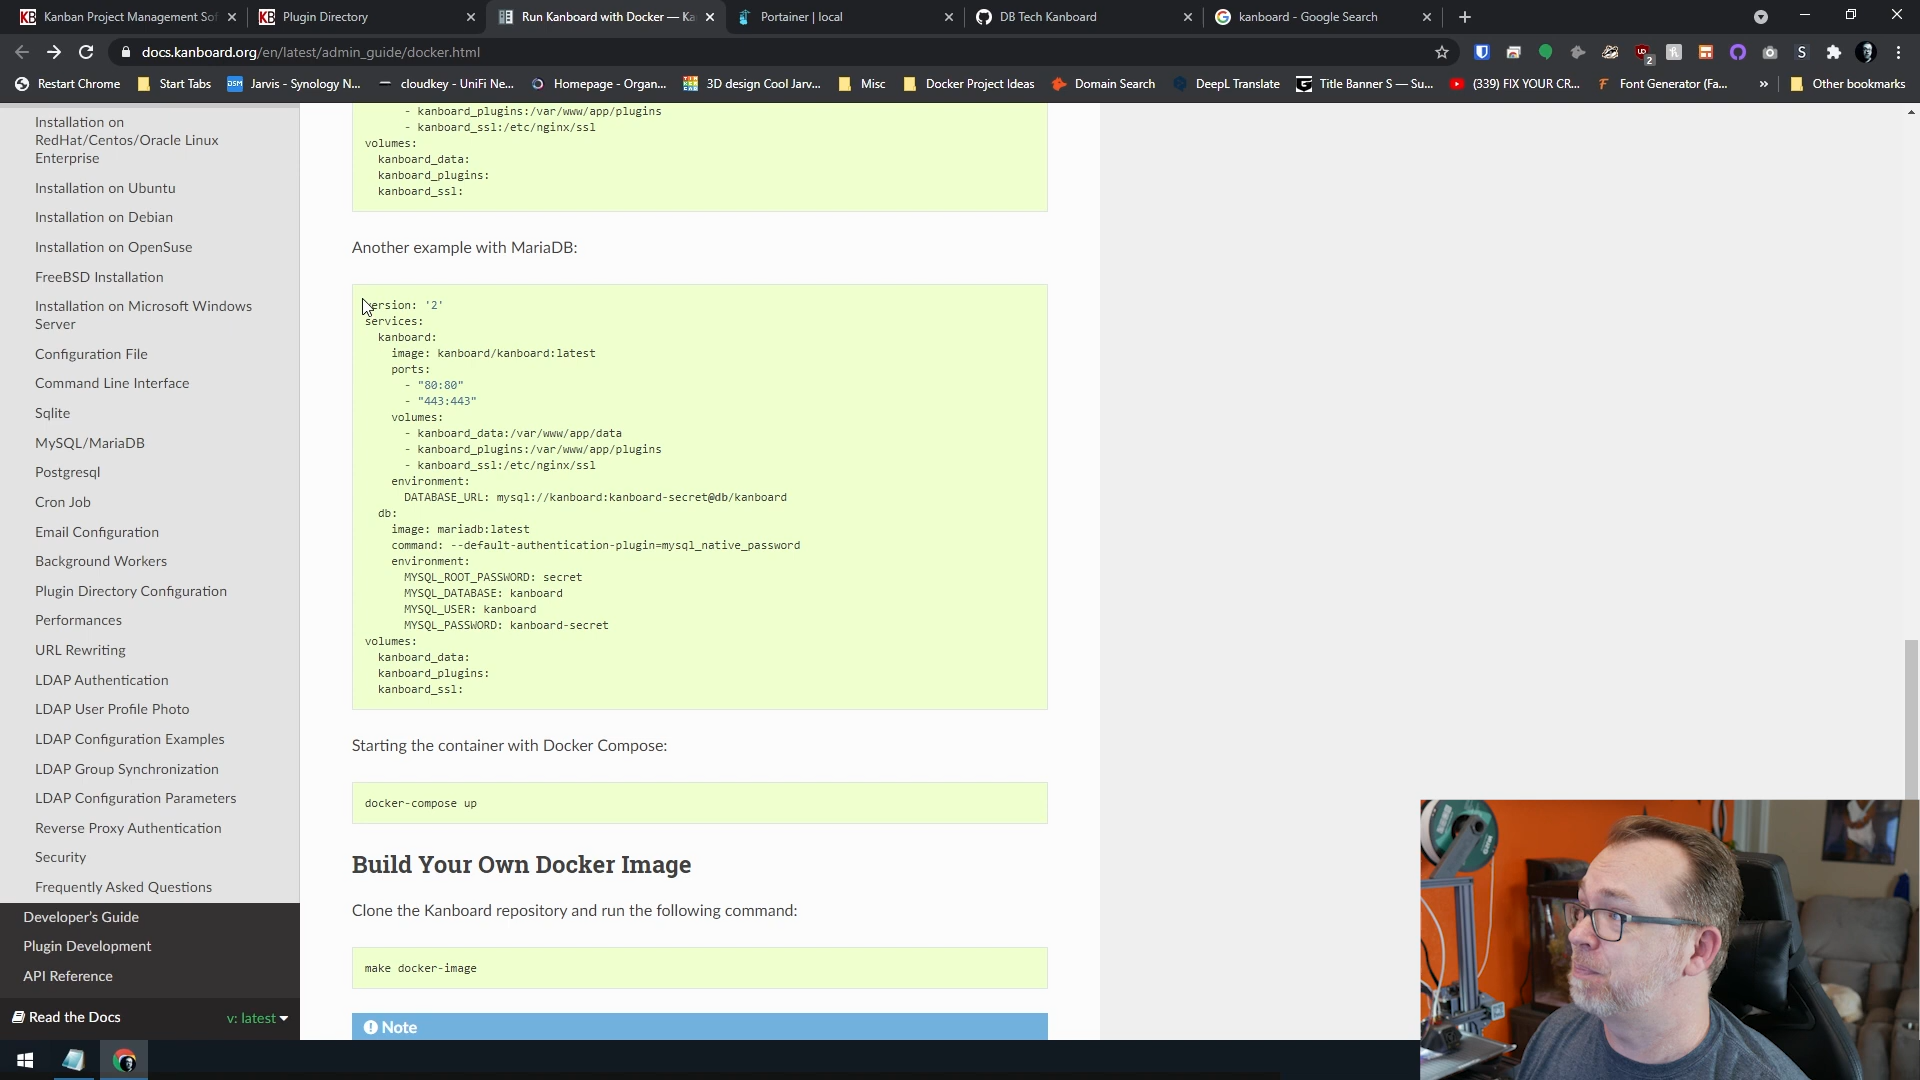 Kanban Project Management Sof
Plugin Directory
Run Kanboard with Docker — Ka
Portainer | local
DB Tech Kanboard
kanboard - Google Search
docs.kanboard.org/en/latest/admin_guide/docker.html
Restart Chrome
Start Tabs
Jarvis - Synology N...
cloudkey - UniFi Ne...
Homepage - Organ...
3D design Cool Jarv...
Misc
Docker Project Ideas
Domain Search
DeepL Translate
Title Banner S — Su...
(339) FIX YOUR CR...
Font Generator (Fa...
»
Other bookmarks
Installation on
RedHat/Centos/Oracle Linux
Enterprise
Installation on Ubuntu
Installation on Debian
Installation on OpenSuse
FreeBSD Installation
Installation on Microsoft Windows
Server
Configuration File
Command Line Interface
Sqlite
MySQL/MariaDB
Postgresql
Cron Job
Email Configuration
Background Workers
Plugin Directory Configuration
Performances
URL Rewriting
LDAP Authentication
LDAP User Profile Photo
LDAP Configuration Examples
LDAP Group Synchronization
LDAP Configuration Parameters
Reverse Proxy Authentication
Security
Frequently Asked Questions
Developer's Guide
Plugin Development
API Reference
Read the Docs
v: latest
- kanboard_plugins:/var/www/app/plugins
- kanboard_ssl:/etc/nginx/ssl
volumes:
kanboard_data:
kanboard_plugins:
kanboard_ssl:
Another example with MariaDB:
version: '2'
services:
kanboard:
image: kanboard/kanboard:latest
ports:
- "80:80"
- "443:443"
volumes:
- kanboard_data:/var/www/app/data
- kanboard_plugins:/var/www/app/plugins
- kanboard_ssl:/etc/nginx/ssl
environment:
DATABASE_URL: mysql://kanboard:kanboard-secret@db/kanboard
db:
image: mariadb:latest
command: --default-authentication-plugin=mysql_native_password
environment:
MYSQL_ROOT_PASSWORD: secret
MYSQL_DATABASE: kanboard
MYSQL_USER: kanboard
MYSQL_PASSWORD: kanboard-secret
volumes:
kanboard_data:
kanboard_plugins:
kanboard_ssl:
Starting the container with Docker Compose:
docker-compose up
Build Your Own Docker Image
Clone the Kanboard repository and run the following command:
make docker-image
Note